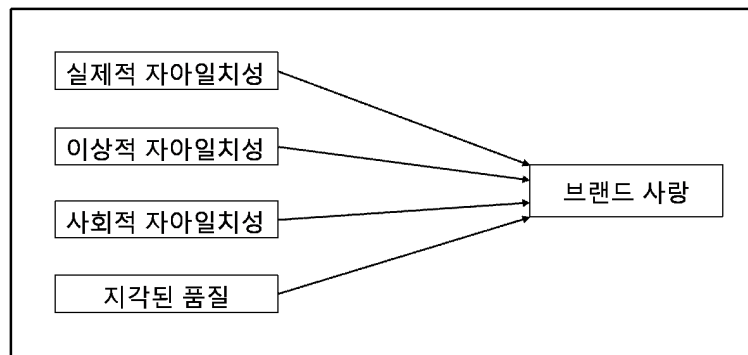 실제적 자아일치성
이상적 자아일치성
사회적 자아일치성
지각된 품질
브랜드 사랑